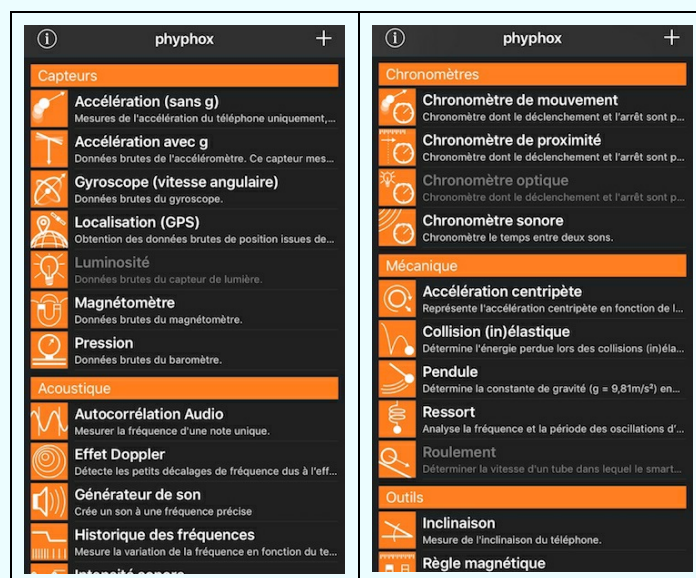 phyphox
Capteurs
Accélération (sans g)
Mesures de l'accélération du téléphone uniquement,...
Accélération avec g
Données brutes de l'accéléromètre. Ce capteur mes...
Gyroscope (vitesse angulaire)
Données brutes du gyroscope.
Localisation (GPS)
Obtention des données brutes de position issues de...
Luminosité
Données brutes du capteur de lumière.
Magnétomètre
Données brutes du magnétomètre.
Pression
Données brutes du baromètre.
Acoustique
Autocorrélation Audio
Mesurer la fréquence d'une note unique.
Effet Doppler
Détecte les petits décalages de fréquence dus à l'eff...
Générateur de son
Crée un son à une fréquence précise
Historique des fréquences
Mesure la variation de la fréquence en fonction du te...
Intensité sonore
phyphox
Chronomètres
Chronomètre de mouvement
Chronomètre dont le déclenchement et l'arrêt sont p...
Chronomètre de proximité
Chronomètre dont le déclenchement et l'arrêt sont p...
Chronomètre optique
Chronomètre dont le déclenchement et l'arrêt sont p...
Chronomètre sonore
Chronomètre le temps entre deux sons.
Mécanique
Accélération centripète
Représente l'accélération centripète en fonction de l...
Collision (in)élastique
Détermine l'énergie perdue lors des collisions (in)éla...
Pendule
Détermine la constante de gravité (g = 9,81m/s²) en...
Ressort
Analyse la fréquence et la période des oscillations d'...
Roulement
Déterminer la vitesse d'un tube dans lequel le smart...
Outils
Inclinaison
Mesure de l'inclinaison du téléphone.
Règle magnétique